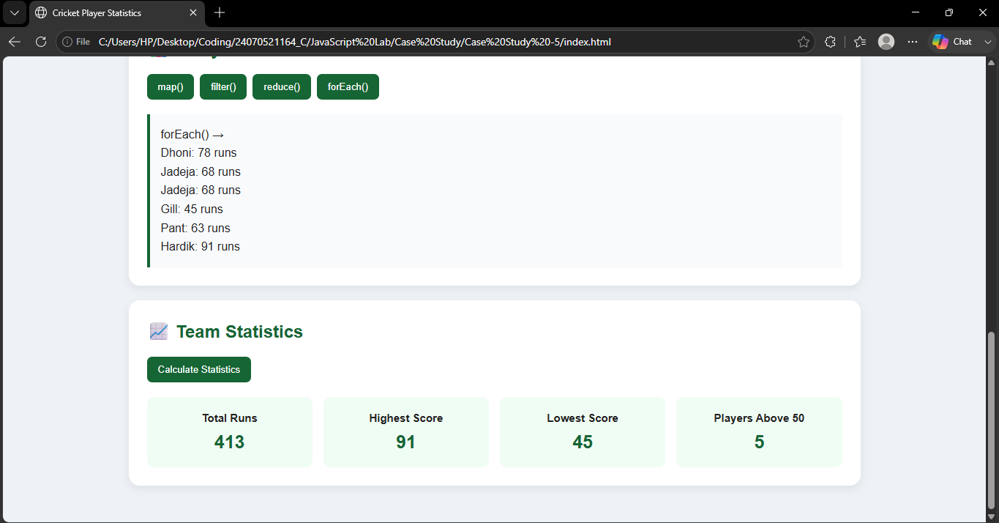 Cricket Player Statistics
File C:/Users/HP/Desktop/Coding/24070521164_C/JavaScript%20Lab/Case%20Study/Case%20Study%20-5/index.html
Chat
map() filter() reduce() forEach()
forEach() →
Dhoni: 78 runs
Jadeja: 68 runs
Jadeja: 68 runs
Gill: 45 runs
Pant: 63 runs
Hardik: 91 runs
Team Statistics
Calculate Statistics
Total Runs Highest Score Lowest Score Players Above 50
413 91 45 5